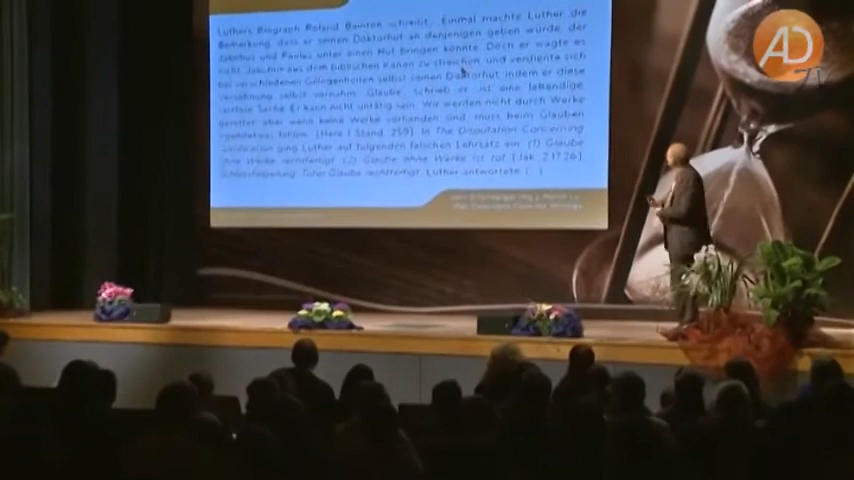 Luthers Biograph Roland Bainton schreibt: „Einmal machte Luther die
Bemerkung, dass er seinen Doktorhut an denjenigen geben würde, der
Jakobus und Paulus unter einen Hut bringen könnte. Doch er wagte es
nicht, Jakobus aus dem biblischen Kanon zu streichen, und verdiente sich
bei verschiedenen Gelegenheiten selbst seinen Doktorhut, indem er diese
Versöhnung selbst vornahm. Glaube, schrieb er, ist eine lebendige,
rastlose Sache. Er kann nicht untätig sein. Wir werden nicht durch Werke
gerettet, aber wenn keine Werke vorhanden sind, muss beim Glauben
irgendetwas fehlen. (Here I Stand, 259). In The Disputation Concerning
Justification ging Luther auf folgenden falschen Lehrsatz ein: (1) Glaube
ohne Werke rechtfertigt. (2) Glaube ohne Werke ist tot [Jak. 2,17.26].
Schlussfolgerung: Toter Glaube rechtfertigt. Luther antwortete: (...)
AD
TV